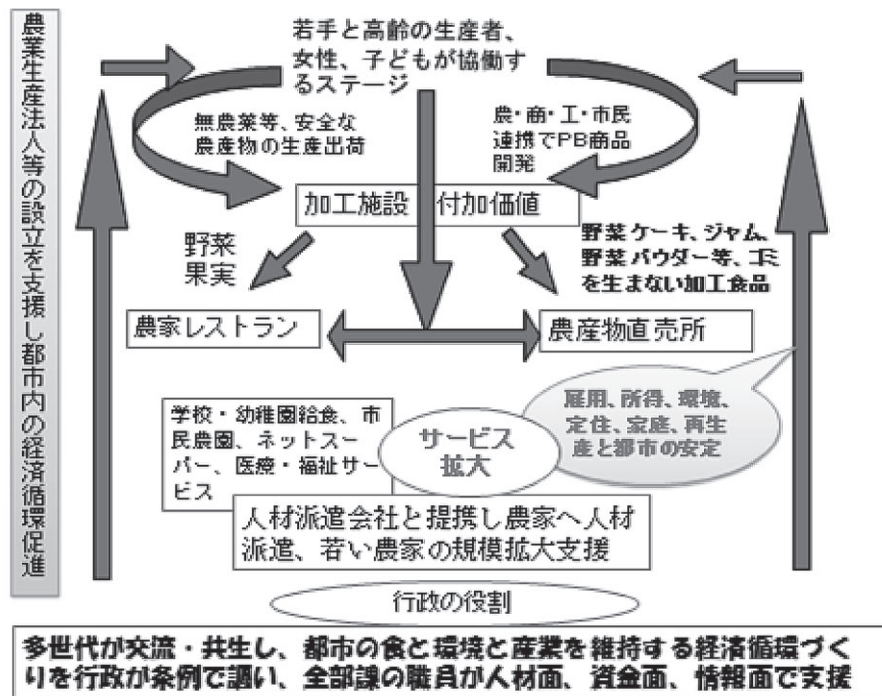 農業生産法人等の設立を支援し都市内の経済循環促進
若手と高齢の生産者、
女性、子どもが協働す
るステージ
無農薬等、安全な
農産物の生産出荷
農・商・工・市民
連携でPB商品
開発
加工施設 付加価値
野菜
果実
野菜ケーキ、ジャム、
野菜パウダー等、ゴミ
を生まない加工食品
農家レストラン
農産物直売所
学校・幼稚園給食、市
民農園、ネットスー
パー、医療・福祉サー
ビス
サービス
拡大
雇用、所得、環境、
定住、家庭、再生
産と都市の安定
人材派遣会社と提携し農家へ人材
派遣、若い農家の規模拡大支援
行政の役割
多世代が交流・共生し、都市の食と環境と産業を維持する経済循環づく
りを行政が条例で謳い、全部課の職員が人材面、資金面、情報面で支援